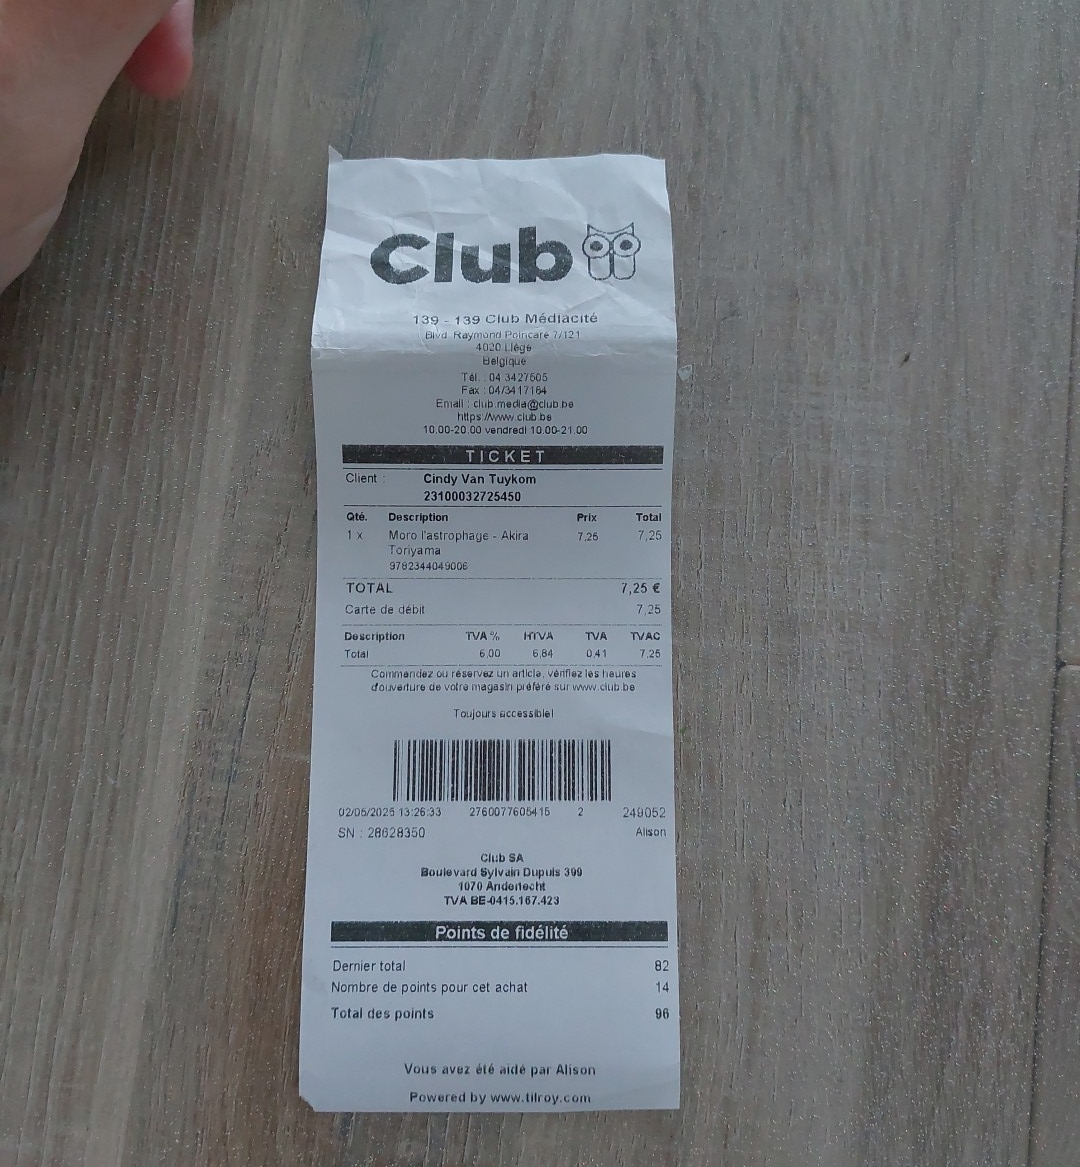 Club
139 - 139 Club Médiacité
Blvd. Raymond Poincaré 7/121
4020 Liège
Belgique
Tél. : 04 3427605
Fax : 04/3417164
Email : club.media@club.be
https://www.club.be
10.00-20.00 vendredi 10.00-21.00
TICKET
Client : Cindy Van Tuykom
23100032725450
Qté. Description Prix Total
1 x Moro l'astrophage - Akira 7,25 7,25
Toriyama
9782344049006
TOTAL 7,25 €
Carte de débit 7,25
Description TVA % HTVA TVA TVAC
Total 6,00 6,84 0,41 7,25
Commandez ou réservez un article, vérifiez les heures
d'ouverture de votre magasin préféré sur www.club.be
Toujours accessible!
02/05/2025 13:26:33 2760077605415 2 249052
SN : 28628350 Alison
Club SA
Boulevard Sylvain Dupuis 399
1070 Anderlecht
TVA BE-0415.167.423
Points de fidélité
Dernier total 82
Nombre de points pour cet achat 14
Total des points 96
Vous avez été aidé par Alison
Powered by www.tilroy.com